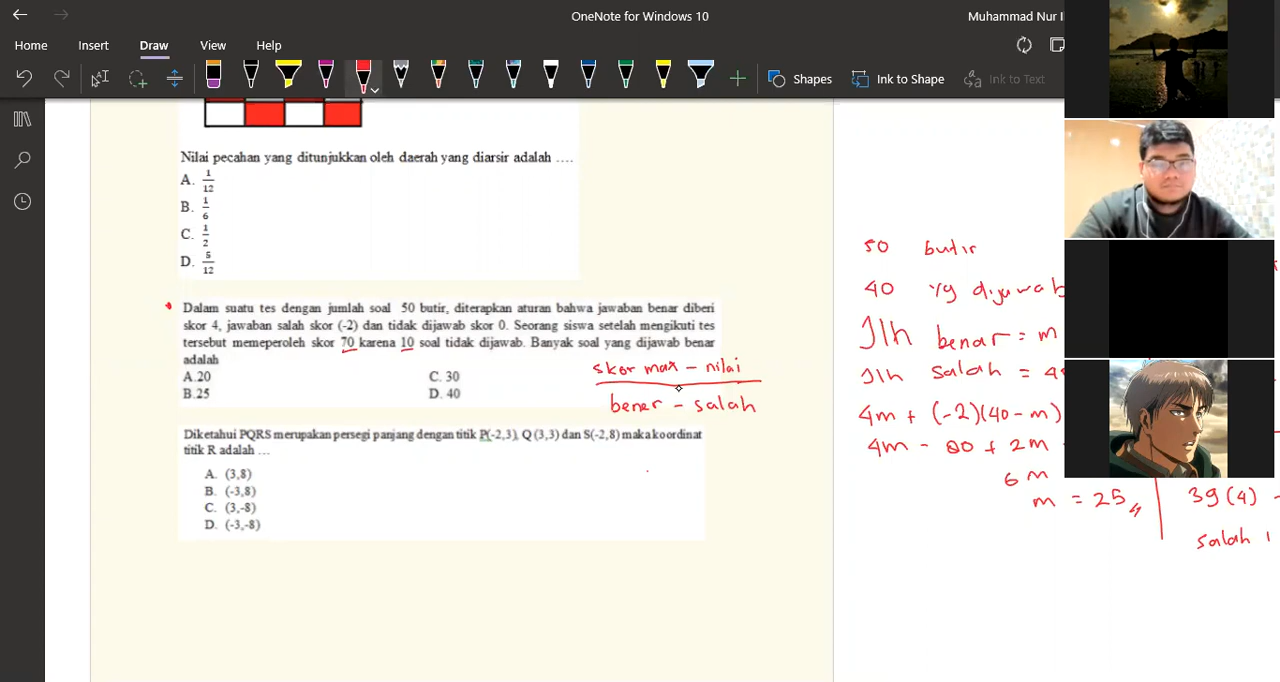 OneNote for Windows 10
Muhammad Nur
Home Insert Draw View Help
Shapes Ink to Shape Ink to Text
Nilai pecahan yang ditunjukkan oleh daerah yang diarsir adalah ....
A. 1/12
B. 1/6
C. 1/2
D. 5/12
Dalam suatu tes dengan jumlah soal 50 butir, diterapkan aturan bahwa jawaban benar diberi
skor 4, jawaban salah skor (-2) dan tidak dijawab skor 0. Seorang siswa setelah mengikuti tes
tersebut memeperoleh skor 70 karena 10 soal tidak dijawab. Banyak soal yang dijawab benar
adalah
A.20 C. 30
B.25 D. 40
skor max - nilai
bener - salah
Diketahui PQRS merupakan persegi panjang dengan titik P(-2,3), Q (3,3) dan S(-2,8) maka koordinat
titik R adalah ...
A. (3,8)
B. (-3,8)
C. (3,-8)
D. (-3,-8)
50 butir
40 yg dijawab
Jlh benar = m
Jlh salah = 4
4m + (-2)(40 - m)
4m - 80 + 2m
6m
m = 25
39(4) -
salah